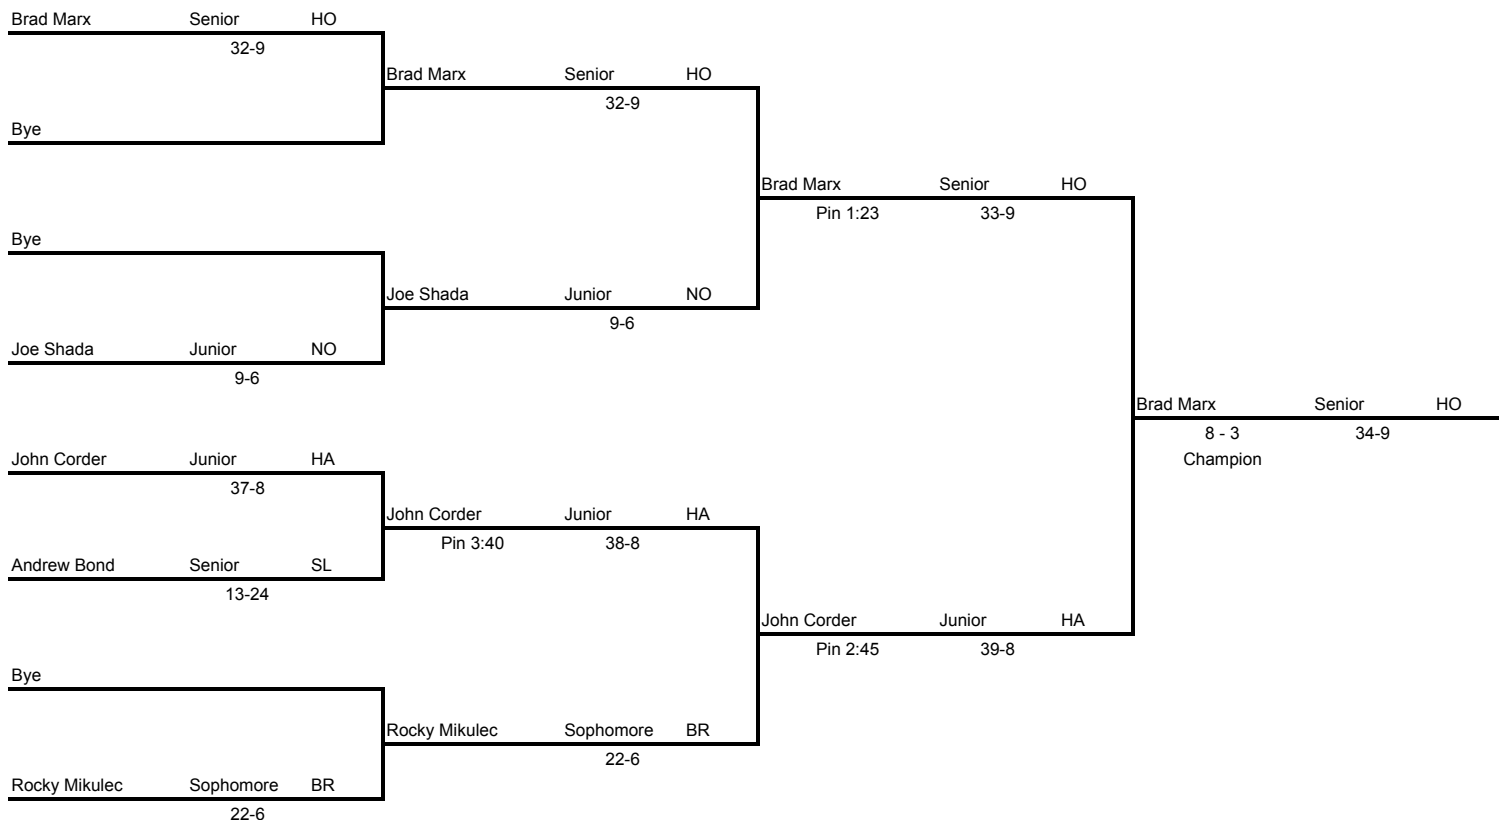 Brad Marx Senior HO
32-9
Bye
Bye
Joe Shada Junior NO
9-6
John Corder Junior HA
37-8
Andrew Bond Senior SL
13-24
Bye
Rocky Mikulec Sophomore BR
22-6
Brad Marx Senior HO
32-9
Joe Shada Junior NO
9-6
John Corder Junior HA
Pin 3:40 38-8
Rocky Mikulec Sophomore BR
22-6
Brad Marx Senior HO
Pin 1:23 33-9
John Corder Junior HA
Pin 2:45 39-8
Brad Marx Senior HO
8 - 3 34-9
Champion